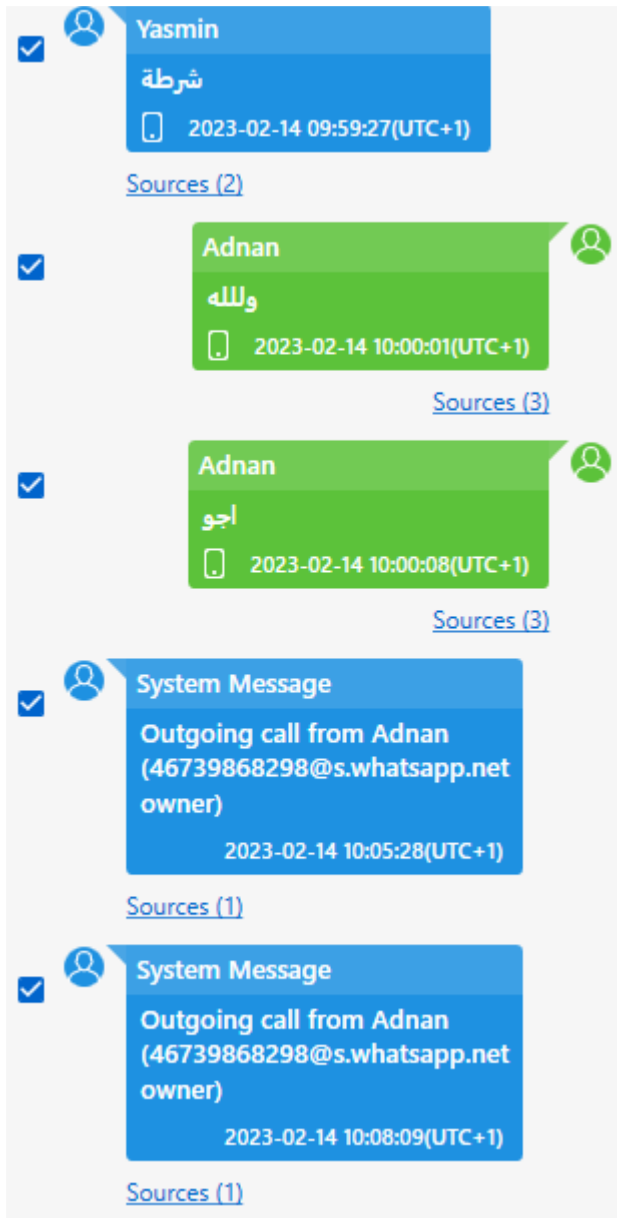 Yasmin
شرطة
2023-02-14 09:59:27(UTC+1)
Sources (2)
Adnan
وللله
2023-02-14 10:00:01(UTC+1)
Sources (3)
Adnan
اجو
2023-02-14 10:00:08(UTC+1)
Sources (3)
System Message
Outgoing call from Adnan
(46739868298@s.whatsapp.net
owner)
2023-02-14 10:05:28(UTC+1)
Sources (1)
System Message
Outgoing call from Adnan
(46739868298@s.whatsapp.net
owner)
2023-02-14 10:08:09(UTC+1)
Sources (1)